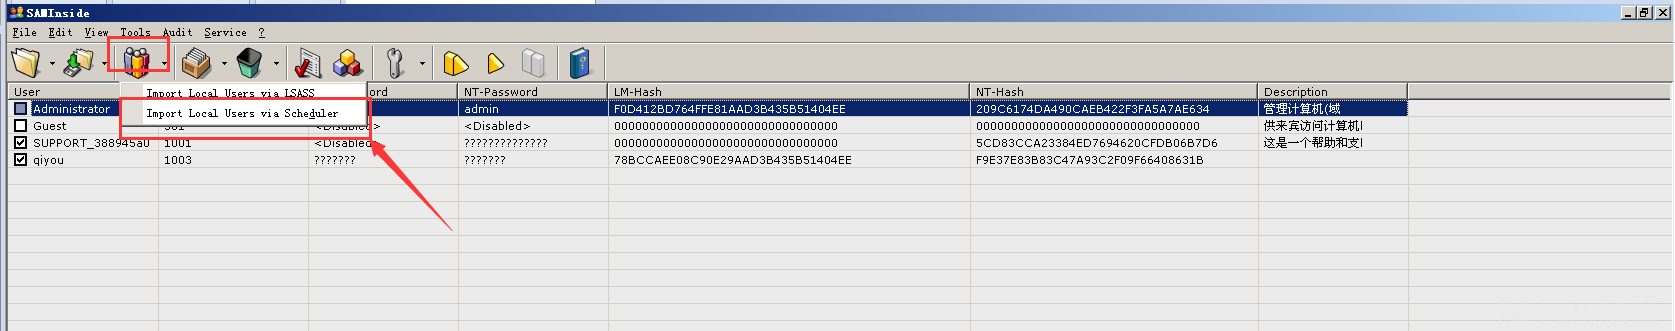 SAMInside
File Edit View Tools Audit Service ?
Import Local Users via LSASS
Import Local Users via Scheduler
User ord NT-Password LM-Hash NT-Hash Description
Administrator admin F0D412BD764FFE81AAD3B435B51404EE 209C6174DA490CAEB422F3FA5A7AE634 管理计算机(域
Guest 501 <Disabled> <Disabled> 00000000000000000000000000000000 00000000000000000000000000000000 供来宾访问计算机
SUPPORT_388945a0 1001 <Disabled> ?????????????? 00000000000000000000000000000000 5CD83CCA23384ED7694620CFDB06B7D6 这是一个帮助和支
qiyou 1003 ??????? ??????? 78BCCAEE08C90E29AAD3B435B51404EE F9E37E83B83C47A93C2F09F66408631B